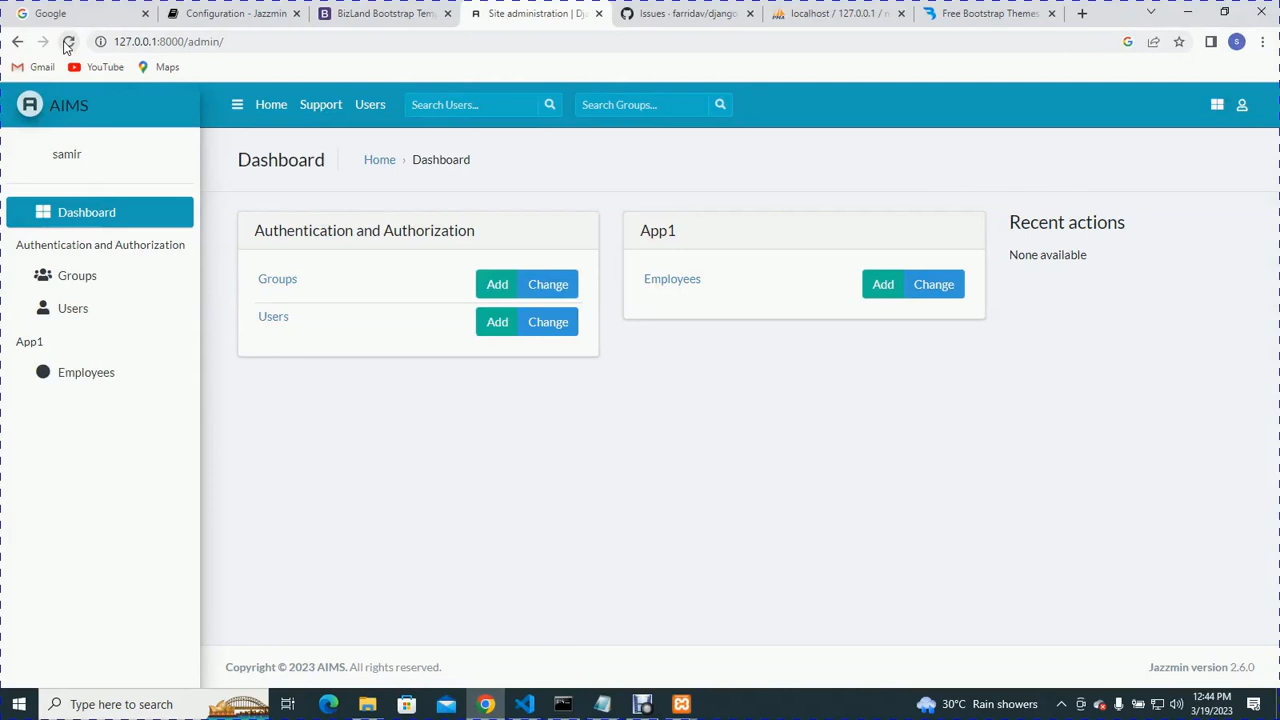 Google
Configuration - Jazzmin
BizLand Bootstrap Tem
Site administration | Dj
Issues - farridav/django
localhost / 127.0.0.1 / n
Free Bootstrap Themes
127.0.0.1:8000/admin/
S
Gmail
YouTube
Maps
AIMS
Home
Support
Users
Search Users...
Search Groups...
samir
Dashboard
Home › Dashboard
Dashboard
Authentication and Authorization
Groups
Users
App1
Employees
Authentication and Authorization
Groups
Add
Change
Users
Add
Change
App1
Employees
Add
Change
Recent actions
None available
Copyright © 2023 AIMS. All rights reserved.
Jazzmin version 2.6.0
Type here to search
Rain showers
12:44 PM
3/19/2023